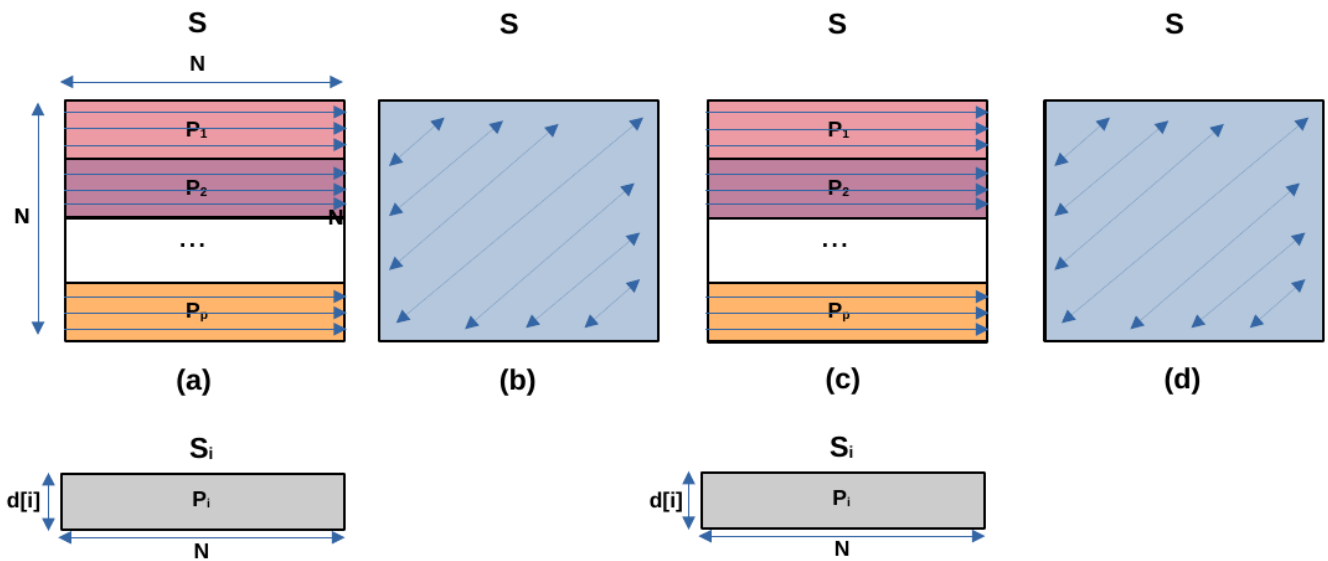 S S S S
N
P₁ P₁
P₂ P₂
N N
... ...
Pₚ Pₚ
(a) (b) (c) (d)
Sᵢ Sᵢ
d[i] Pᵢ d[i] Pᵢ
N N